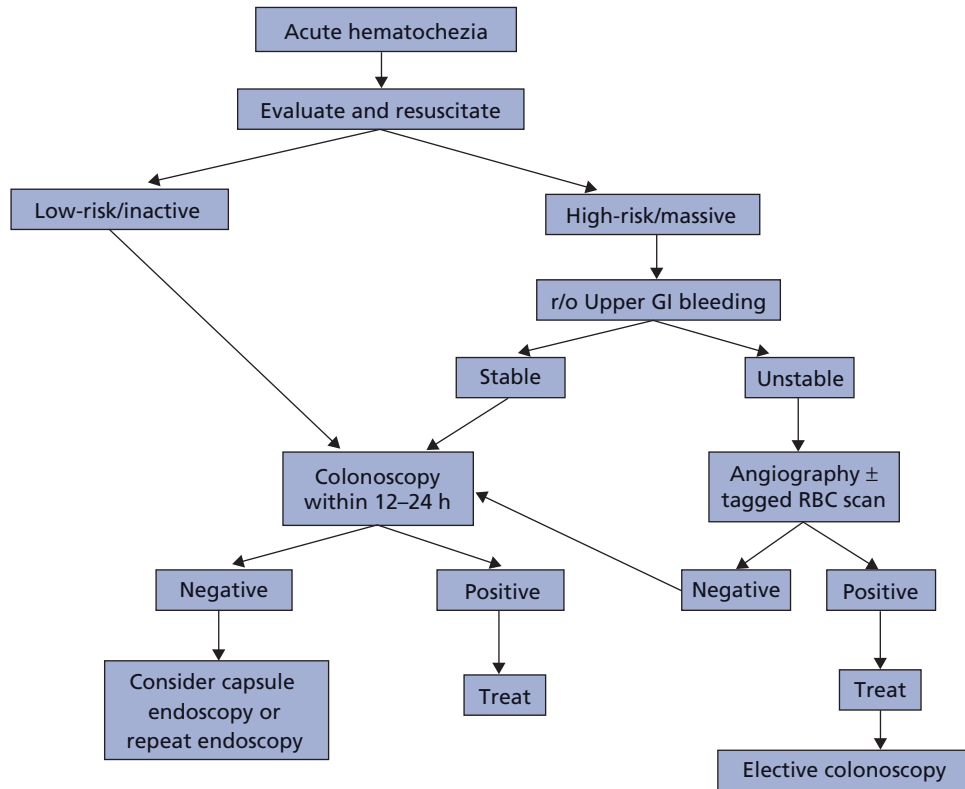 Acute hematochezia
Evaluate and resuscitate
Low-risk/inactive
High-risk/massive
r/o Upper GI bleeding
Stable
Unstable
Colonoscopy
within 12–24 h
Angiography ±
tagged RBC scan
Negative
Positive
Negative
Positive
Consider capsule
endoscopy or
repeat endoscopy
Treat
Treat
Elective colonoscopy